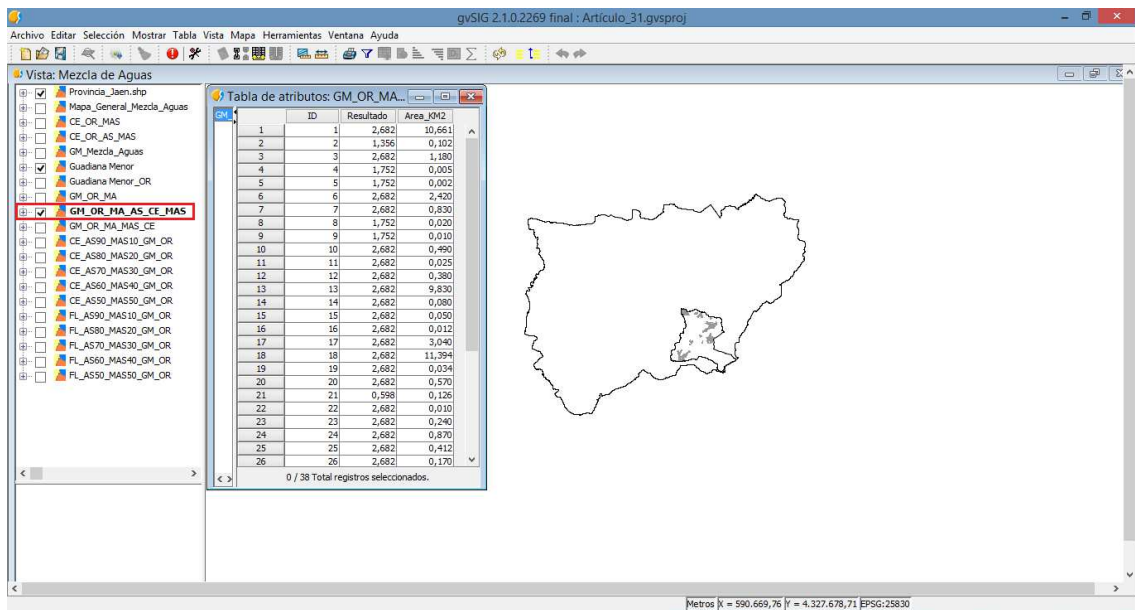 gvSIG 2.1.0.2269 final : Artículo_31.gvsproj
Archivo Editar Selección Mostrar Tabla Vista Mapa Herramientas Ventana Ayuda
Vista: Mezcla de Aguas
Provincia_Jaen.shp
Mapa_General_Mezcla_Aguas
CE_OR_MAS
CE_OR_AS_MAS
GM_Mezcla_Aguas
Guadiana Menor
Guadiana Menor_OR
GM_OR_MA
GM_OR_MA_AS_CE_MAS
GM_OR_MA_MAS_CE
CE_AS90_MAS10_GM_OR
CE_AS80_MAS20_GM_OR
CE_AS70_MAS30_GM_OR
CE_AS60_MAS40_GM_OR
CE_AS50_MAS50_GM_OR
FL_AS90_MAS10_GM_OR
FL_AS80_MAS20_GM_OR
FL_AS70_MAS30_GM_OR
FL_AS60_MAS40_GM_OR
FL_AS50_MAS50_GM_OR
Tabla de atributos: GM_OR_MA...
GM_
ID Resultado Area_KM2
1 1 2,682 10,661
2 2 1,356 0,102
3 3 2,682 1,180
4 4 1,752 0,005
5 5 1,752 0,002
6 6 2,682 2,420
7 7 2,682 0,830
8 8 1,752 0,020
9 9 1,752 0,010
10 10 2,682 0,490
11 11 2,682 0,025
12 12 2,682 0,380
13 13 2,682 9,830
14 14 2,682 0,080
15 15 2,682 0,050
16 16 2,682 0,012
17 17 2,682 3,040
18 18 2,682 11,394
19 19 2,682 0,034
20 20 2,682 0,570
21 21 0,598 0,126
22 22 2,682 0,010
23 23 2,682 0,240
24 24 2,682 0,870
25 25 2,682 0,412
26 26 2,682 0,170
0 / 38 Total registros seleccionados.
Metros X = 590.669,76 Y = 4.327.678,71 EPSG:25830